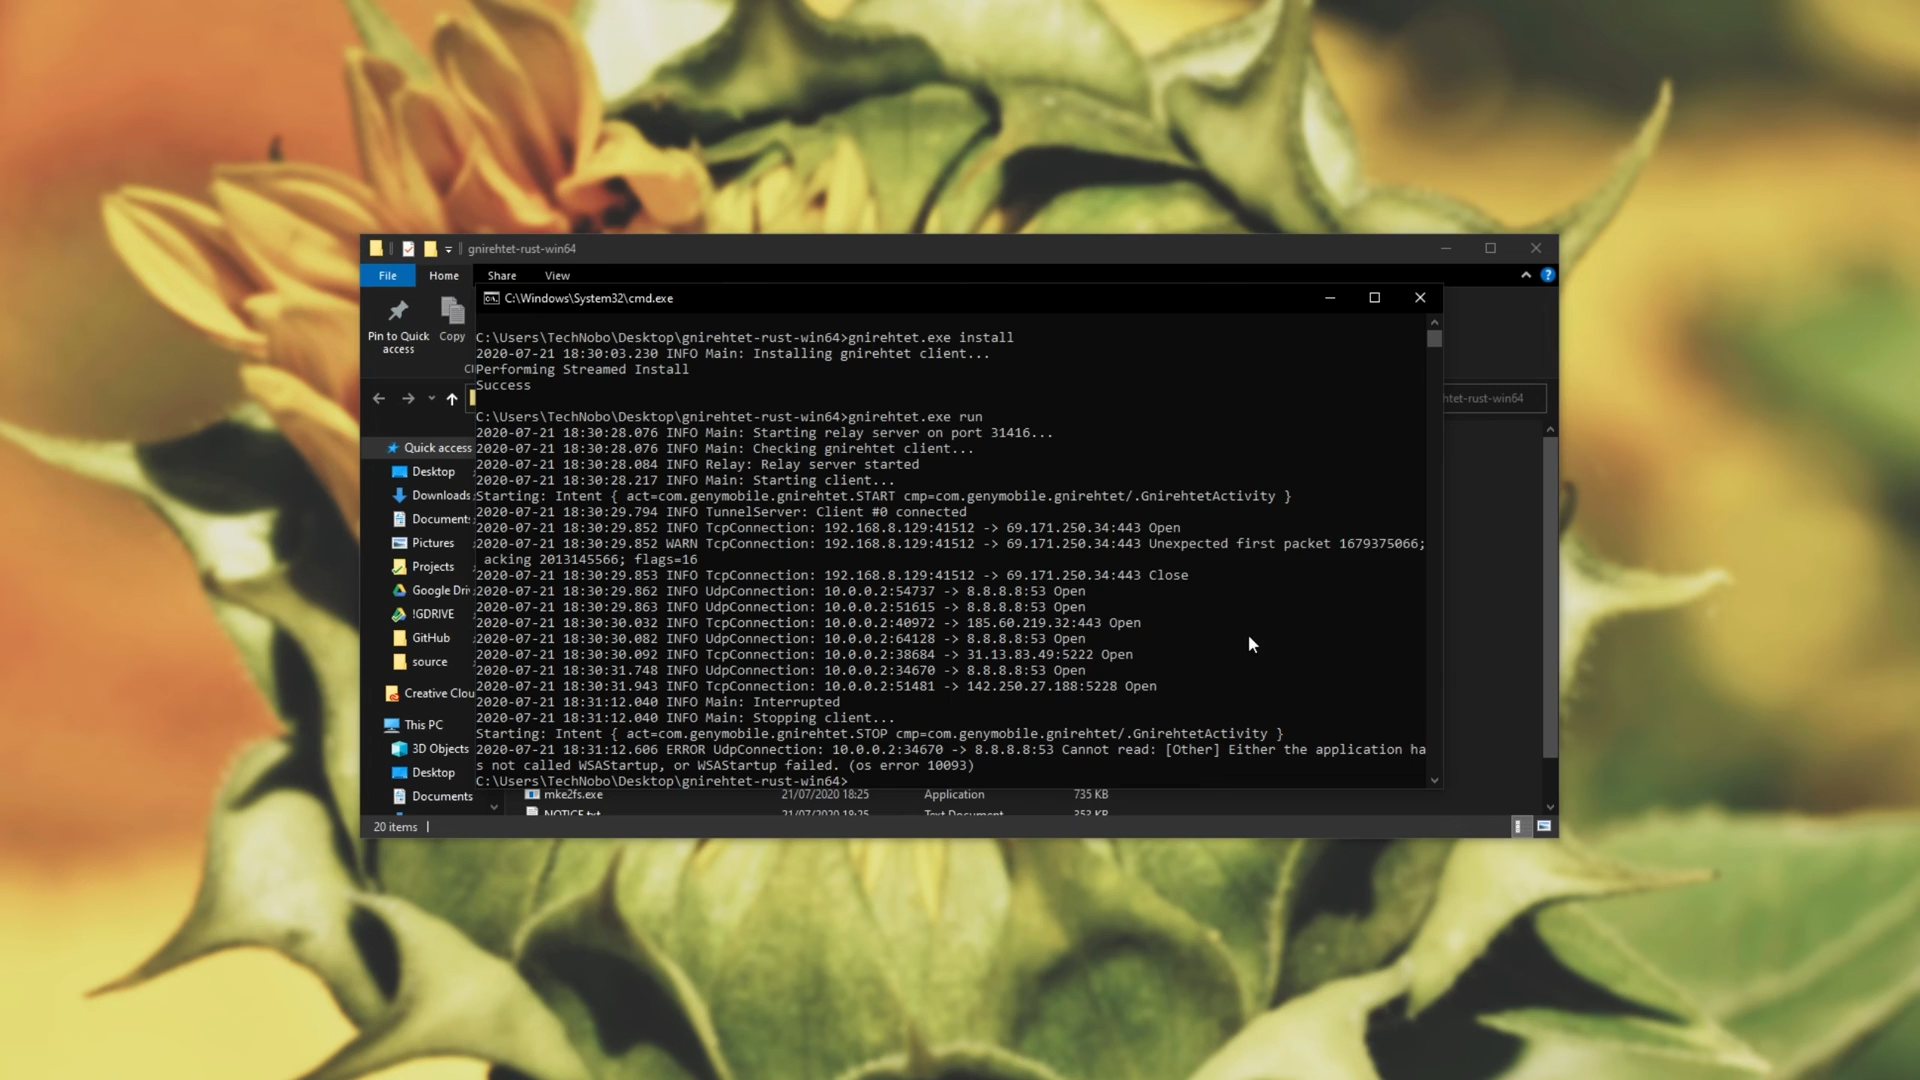 gnirehtet-rust-win64
File Home Share View
C:\Windows\System32\cmd.exe
Pin to Quick access
Copy
C:\Users\TechNobo\Desktop\gnirehtet-rust-win64>gnirehtet.exe install
2020-07-21 18:30:03.230 INFO Main: Installing gnirehtet client...
Performing Streamed Install
Success
C:\Users\TechNobo\Desktop\gnirehtet-rust-win64>gnirehtet.exe run
2020-07-21 18:30:28.076 INFO Main: Starting relay server on port 31416...
2020-07-21 18:30:28.076 INFO Main: Checking gnirehtet client...
2020-07-21 18:30:28.084 INFO Relay: Relay server started
2020-07-21 18:30:28.217 INFO Main: Starting client...
Starting: Intent { act=com.genymobile.gnirehtet.START cmp=com.genymobile.gnirehtet/.GnirehtetActivity }
2020-07-21 18:30:29.794 INFO TunnelServer: Client #0 connected
2020-07-21 18:30:29.852 INFO TcpConnection: 192.168.8.129:41512 -> 69.171.250.34:443 Open
2020-07-21 18:30:29.852 WARN TcpConnection: 192.168.8.129:41512 -> 69.171.250.34:443 Unexpected first packet 1679375066;
acking 2013145566; flags=16
2020-07-21 18:30:29.853 INFO TcpConnection: 192.168.8.129:41512 -> 69.171.250.34:443 Close
2020-07-21 18:30:29.862 INFO UdpConnection: 10.0.0.2:54737 -> 8.8.8.8:53 Open
2020-07-21 18:30:29.863 INFO UdpConnection: 10.0.0.2:51615 -> 8.8.8.8:53 Open
2020-07-21 18:30:30.032 INFO TcpConnection: 10.0.0.2:40972 -> 185.60.219.32:443 Open
2020-07-21 18:30:30.082 INFO UdpConnection: 10.0.0.2:64128 -> 8.8.8.8:53 Open
2020-07-21 18:30:30.092 INFO TcpConnection: 10.0.0.2:38684 -> 31.13.83.49:5222 Open
2020-07-21 18:30:31.748 INFO UdpConnection: 10.0.0.2:34670 -> 8.8.8.8:53 Open
2020-07-21 18:30:31.943 INFO TcpConnection: 10.0.0.2:51481 -> 142.250.27.188:5228 Open
2020-07-21 18:31:12.040 INFO Main: Interrupted
2020-07-21 18:31:12.040 INFO Main: Stopping client...
Starting: Intent { act=com.genymobile.gnirehtet.STOP cmp=com.genymobile.gnirehtet/.GnirehtetActivity }
2020-07-21 18:31:12.606 ERROR UdpConnection: 10.0.0.2:34670 -> 8.8.8.8:53 Cannot read: [Other] Either the application ha
s not called WSAStartup, or WSAStartup failed. (os error 10093)
C:\Users\TechNobo\Desktop\gnirehtet-rust-win64>
htet-rust-win64
Quick access
Desktop
Downloads
Document
Pictures
Projects
Google Dri
!GDRIVE
GitHub
source
Creative Clou
This PC
3D Objects
Desktop
Documents
mke2fs.exe 21/07/2020 18:25 Application 735 KB
NOTICE.txt 21/07/2020 18:25 Text Document 353 KB
20 items